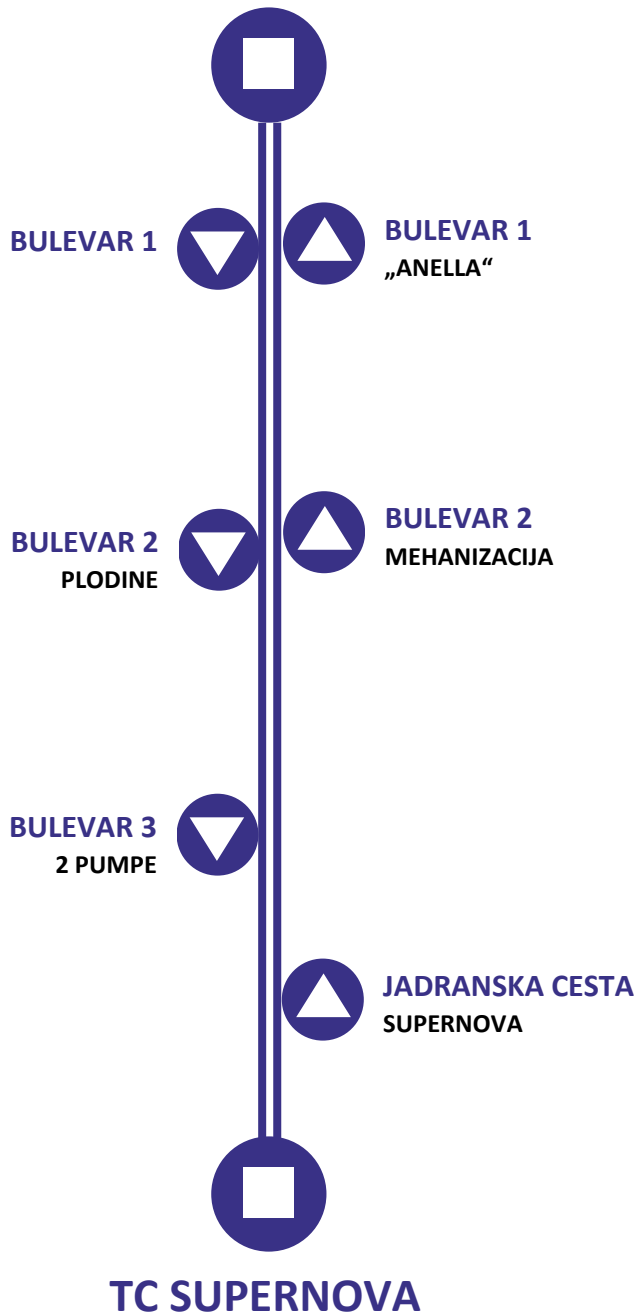 BULEVAR 1
BULEVAR 1
„ANELLA“
BULEVAR 2
MEHANIZACIJA
BULEVAR 2
PLODINE
BULEVAR 3
2 PUMPE
JADRANSKA CESTA
SUPERNOVA
TC SUPERNOVA